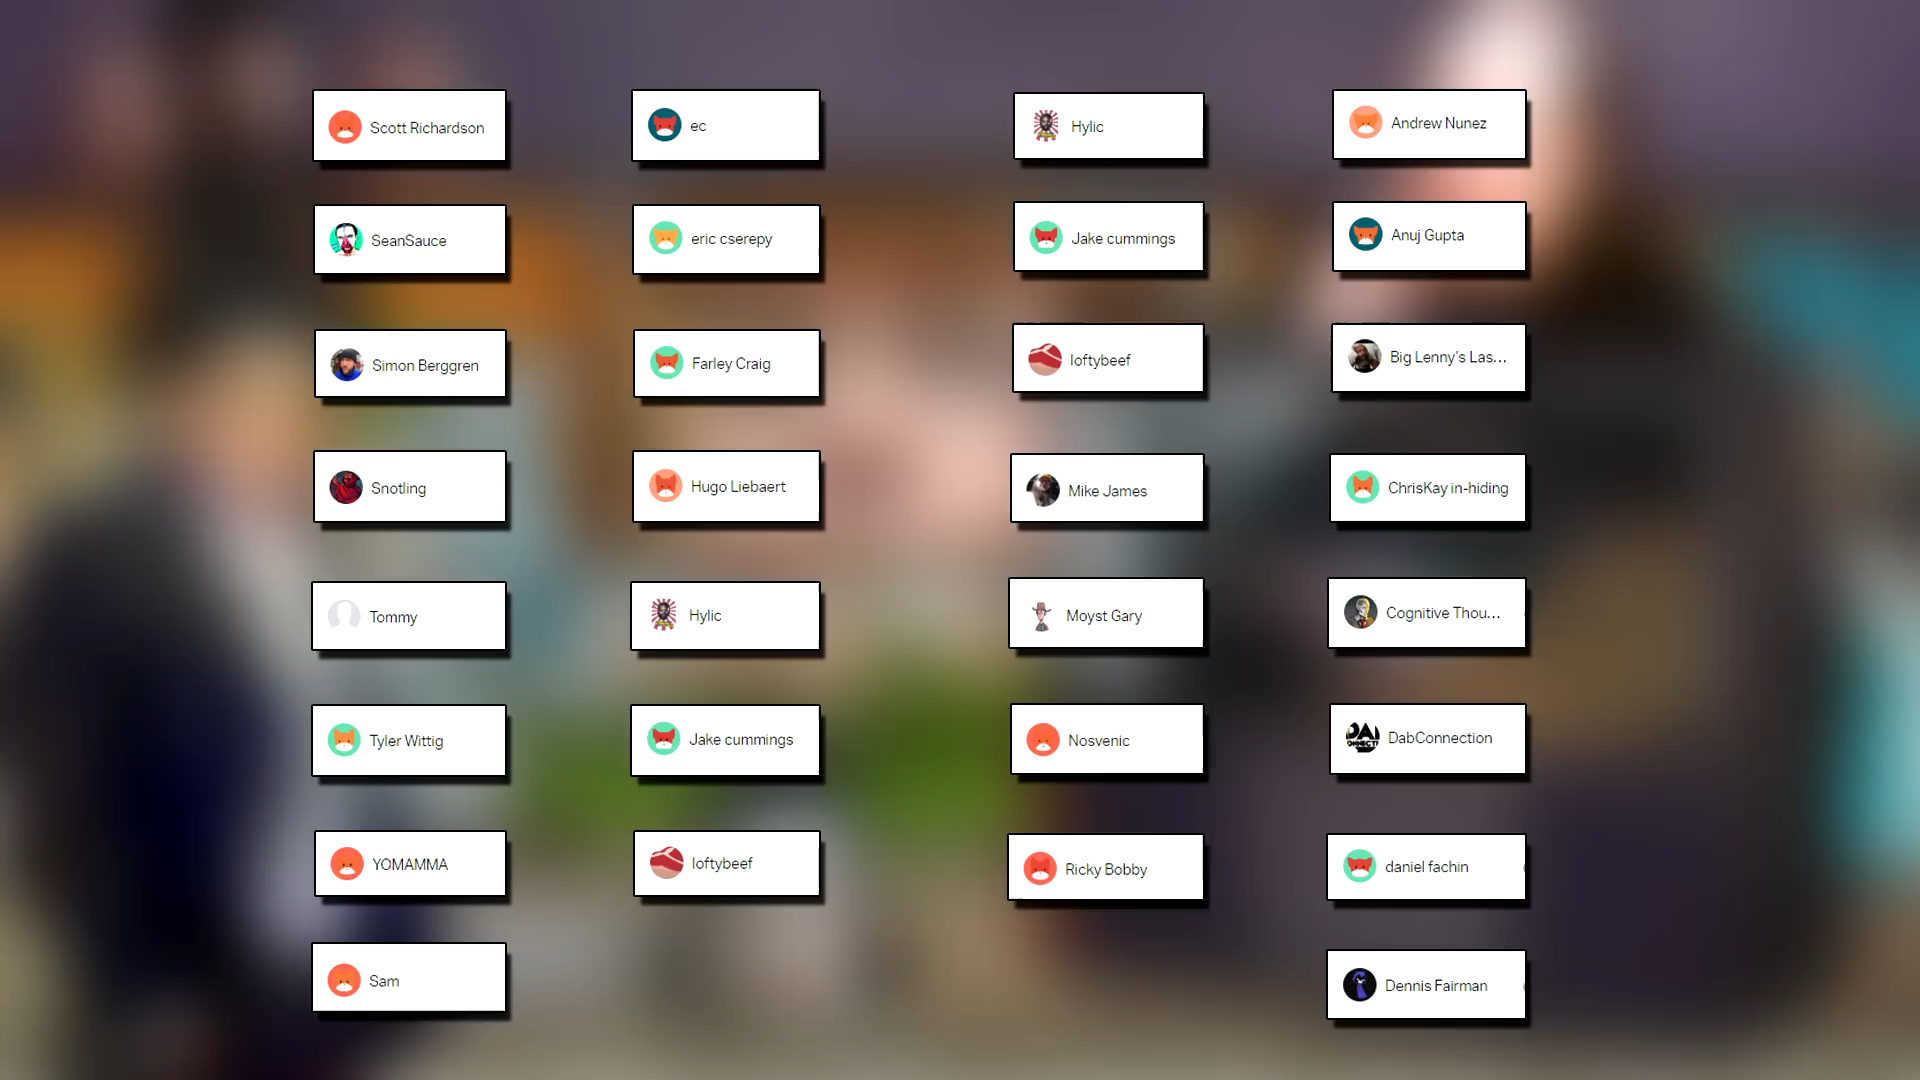 Scott Richardson
SeanSauce
Simon Berggren
Snotling
Tommy
Tyler Wittig
YOMAMMA
Sam
ec
eric cserepy
Farley Craig
Hugo Liebaert
Hylic
Jake cummings
loftybeef
Hylic
Jake cummings
loftybeef
Mike James
Moyst Gary
Nosvenic
Ricky Bobby
Andrew Nunez
Anuj Gupta
Big Lenny's Las...
ChrisKay in-hiding
Cognitive Thou...
DabConnection
daniel fachin
Dennis Fairman